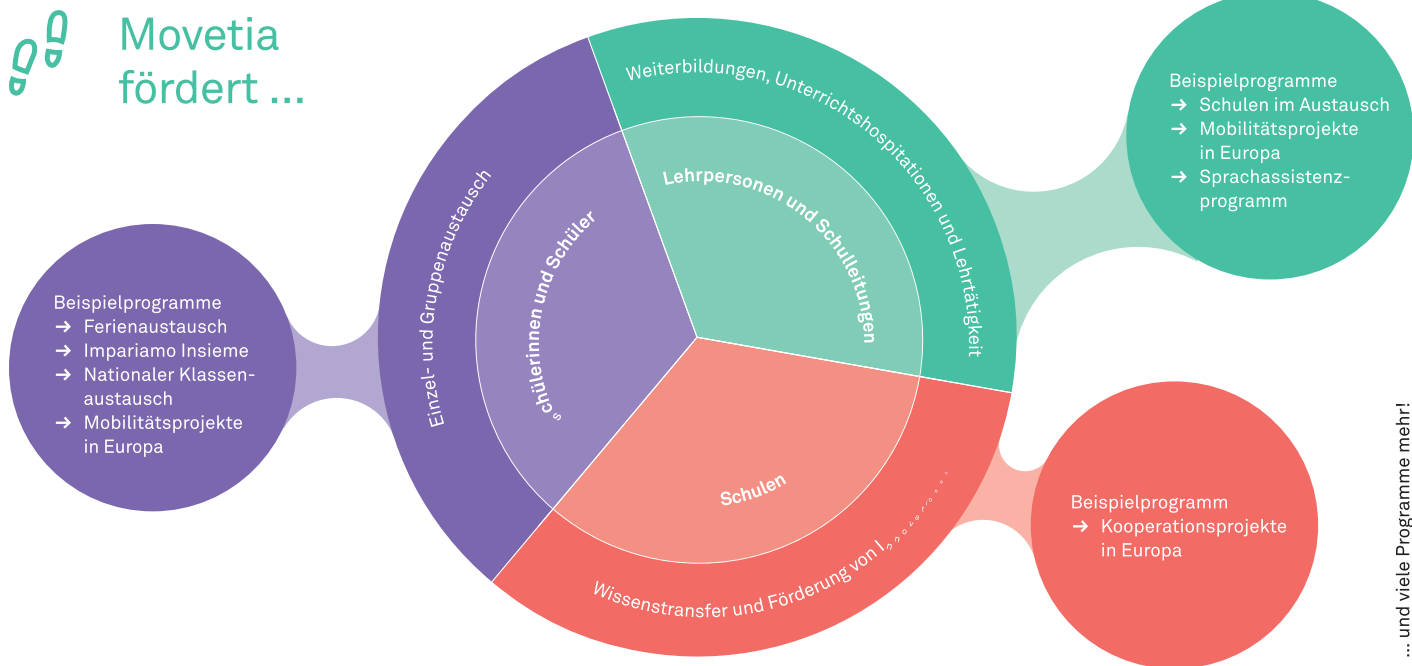 Movetia
fördert ...
Weiterbildungen, Unterrichtshospitationen und Lehrtätigkeit
Lehrpersonen und Schulleitungen
Beispielprogramme
→ Schulen im Austausch
→ Mobilitätsprojekte
in Europa
→ Sprachassistenz-
programm
Einzel- und Gruppenaustausch
Schülerinnen und Schüler
Beispielprogramme
→ Ferienaustausch
→ Impariamo Insieme
→ Nationaler Klassen-
austausch
→ Mobilitätsprojekte
in Europa
Schulen
Wissenstransfer und Förderung von
Beispielprogramm
→ Kooperationsprojekte
in Europa
... und viele Programme mehr!